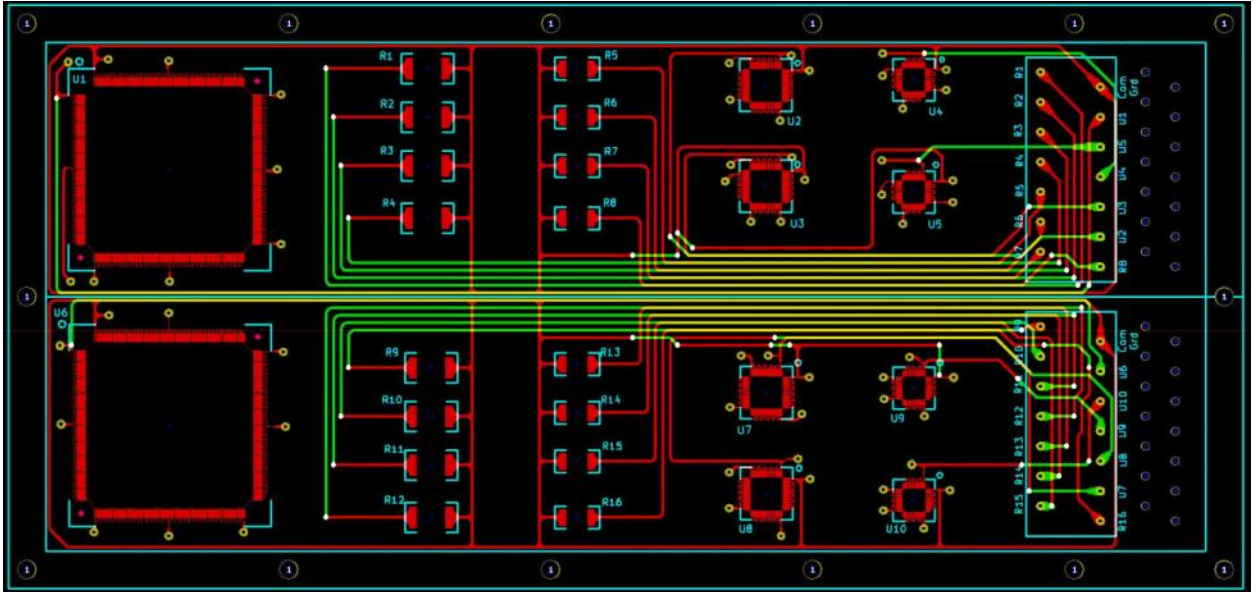 1 1 1 1 1 1
U1 R1 R5 U2 U4 R1 Com Grd
R2 R6 R2 U1
R3 R7 U3 U5 R3 U5
R4 R8 R4 U4
R5 U3
R6 U2
R7 R8
1 1
U6 R9 R13 U7 U9 R9 Com Grd
R10 R14 R10 U6
R11 R15 R11 U10
R12 R16 U8 U10 R12 U9
R13 U8
R14 U7
R15 R16
1 1 1 1 1 1